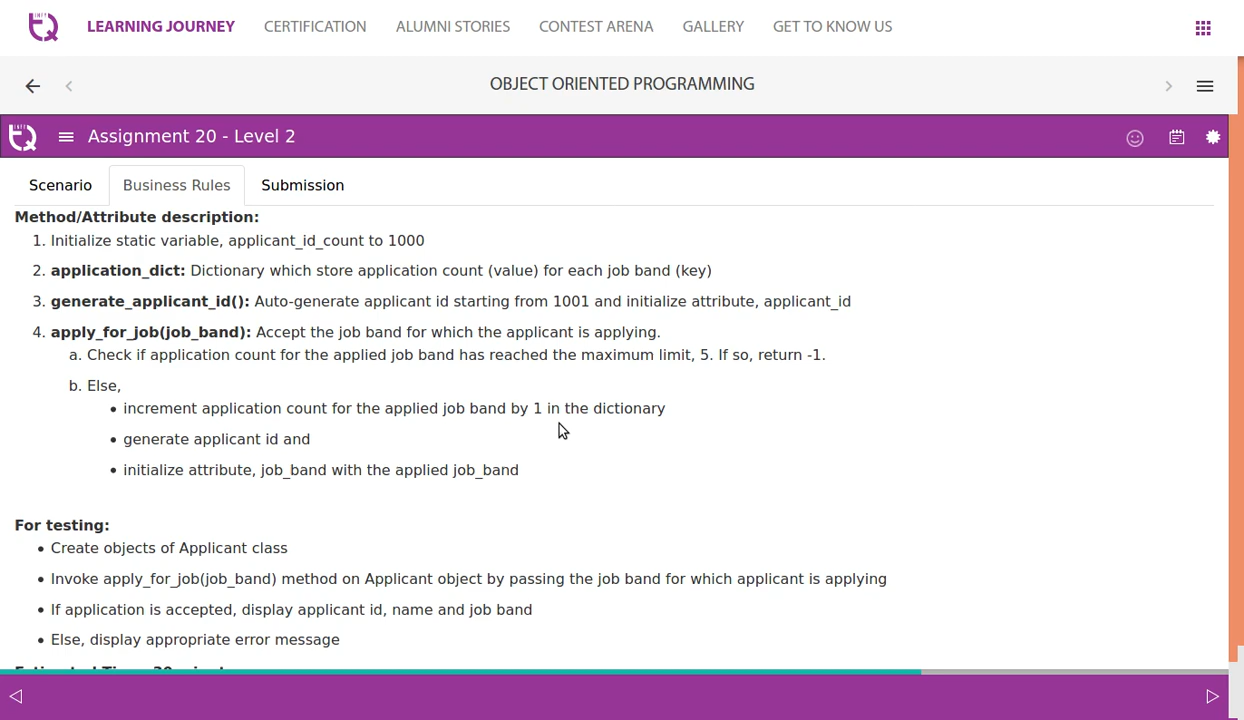 LEARNING JOURNEY CERTIFICATION ALUMNI STORIES CONTEST ARENA GALLERY GET TO KNOW US
OBJECT ORIENTED PROGRAMMING
Assignment 20 - Level 2
Scenario Business Rules Submission
Method/Attribute description:
1. Initialize static variable, applicant_id_count to 1000
2. application_dict: Dictionary which store application count (value) for each job band (key)
3. generate_applicant_id(): Auto-generate applicant id starting from 1001 and initialize attribute, applicant_id
4. apply_for_job(job_band): Accept the job band for which the applicant is applying.
a. Check if application count for the applied job band has reached the maximum limit, 5. If so, return -1.
b. Else,
• increment application count for the applied job band by 1 in the dictionary
• generate applicant id and
• initialize attribute, job_band with the applied job_band
For testing:
• Create objects of Applicant class
• Invoke apply_for_job(job_band) method on Applicant object by passing the job band for which applicant is applying
• If application is accepted, display applicant id, name and job band
• Else, display appropriate error message